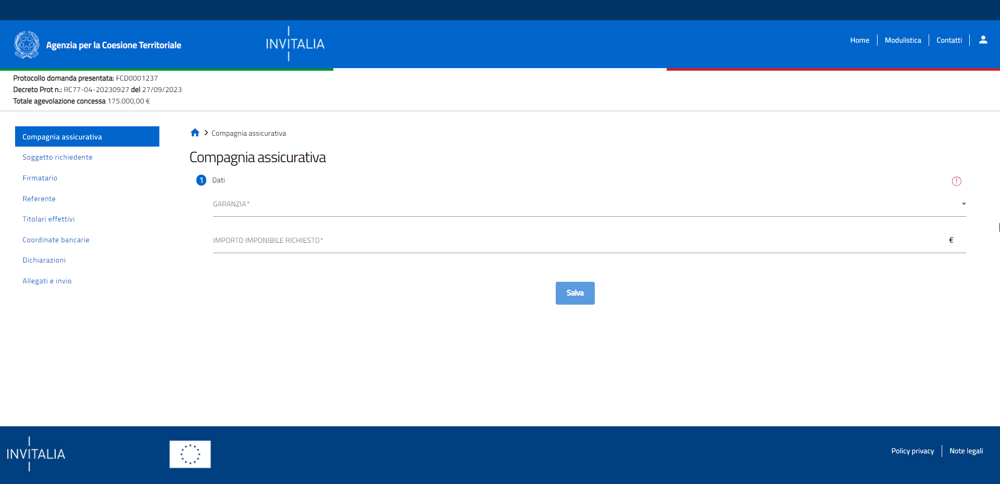 Agenzia per la Coesione Territoriale
INVITALIA
Home
Modulistica
Contatti
Protocollo domanda presentata: FCD0001237
Decreto Prot n.: RC77-04-20230927 del 27/09/2023
Totale agevolazione concessa 175.000,00 €
Compagnia assicurativa
Soggetto richiedente
Firmatario
Referente
Titolari effettivi
Coordinate bancarie
Dichiarazioni
Allegati e invio
Compagnia assicurativa
Compagnia assicurativa
1 Dati
GARANZIA*
IMPORTO IMPONIBILE RICHIESTO* €
Salva
INVITALIA
Policy privacy
Note legali